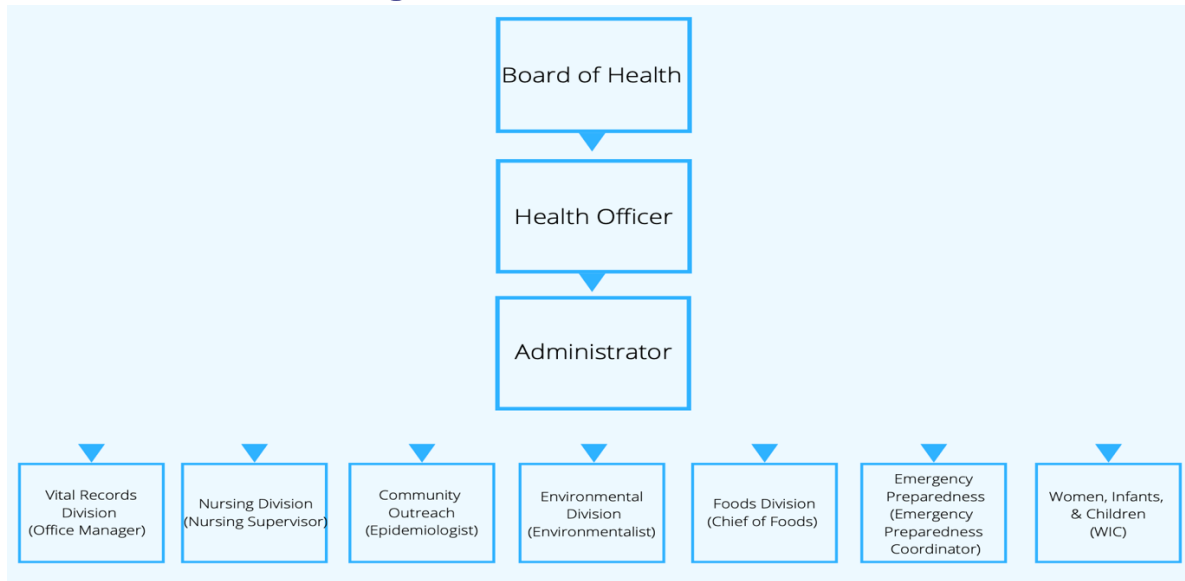 Board of Health
Health Officer
Administrator
Vital Records
Division
(Office Manager)
Nursing Division
(Nursing Supervisor)
Community
Outreach
(Epidemiologist)
Environmental
Division
(Environmentalist)
Foods Division
(Chief of Foods)
Emergency
Preparedness
(Emergency
Preparedness
Coordinator)
Women, Infants,
& Children
(WIC)